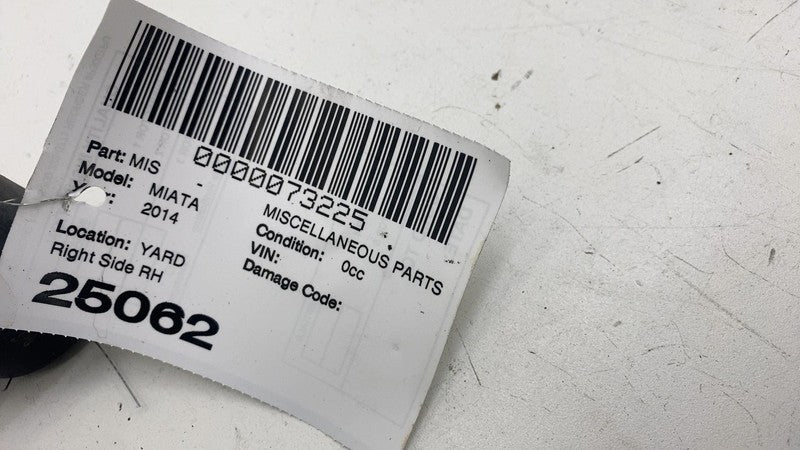 0000073225
Part: MIS - MISCELLANEOUS PARTS
Model: MIATA Condition: 0cc
Year: 2014 VIN:
Damage Code:
Location: YARD
Right Side RH
25062